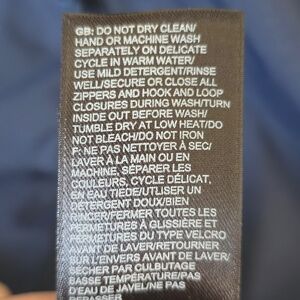 GB: DO NOT DRY CLEAN/
HAND OR MACHINE WASH
SEPARATELY ON DELICATE
CYCLE IN WARM WATER/
USE MILD DETERGENT/RINSE
WELL/SECURE OR CLOSE ALL
ZIPPERS AND HOOK AND LOOP
CLOSURES DURING WASH/TURN
INSIDE OUT BEFORE WASH/
TUMBLE DRY AT LOW HEAT/DO
NOT BLEACH/DO NOT IRON
F: NE PAS NETTOYER À SEC/
LAVER À LA MAIN OU EN
MACHINE, SÉPARER LES
COULEURS, CYCLE DÉLICAT,
EN EAU TIÈDE/UTILISER UN
DÉTERGENT DOUX/BIEN
RINCER/FERMER TOUTES LES
FERMETURES À GLISSIÈRE ET
FERMETURES DU TYPE VELCRO
AVANT DE LAVER/RETOURNER
SUR L'ENVERS AVANT DE LAVER/
SÉCHER PAR CULBUTAGE
BASSE TEMPÉRATURE/PAS
D'EAU DE JAVEL/NE PAS
REPASSER